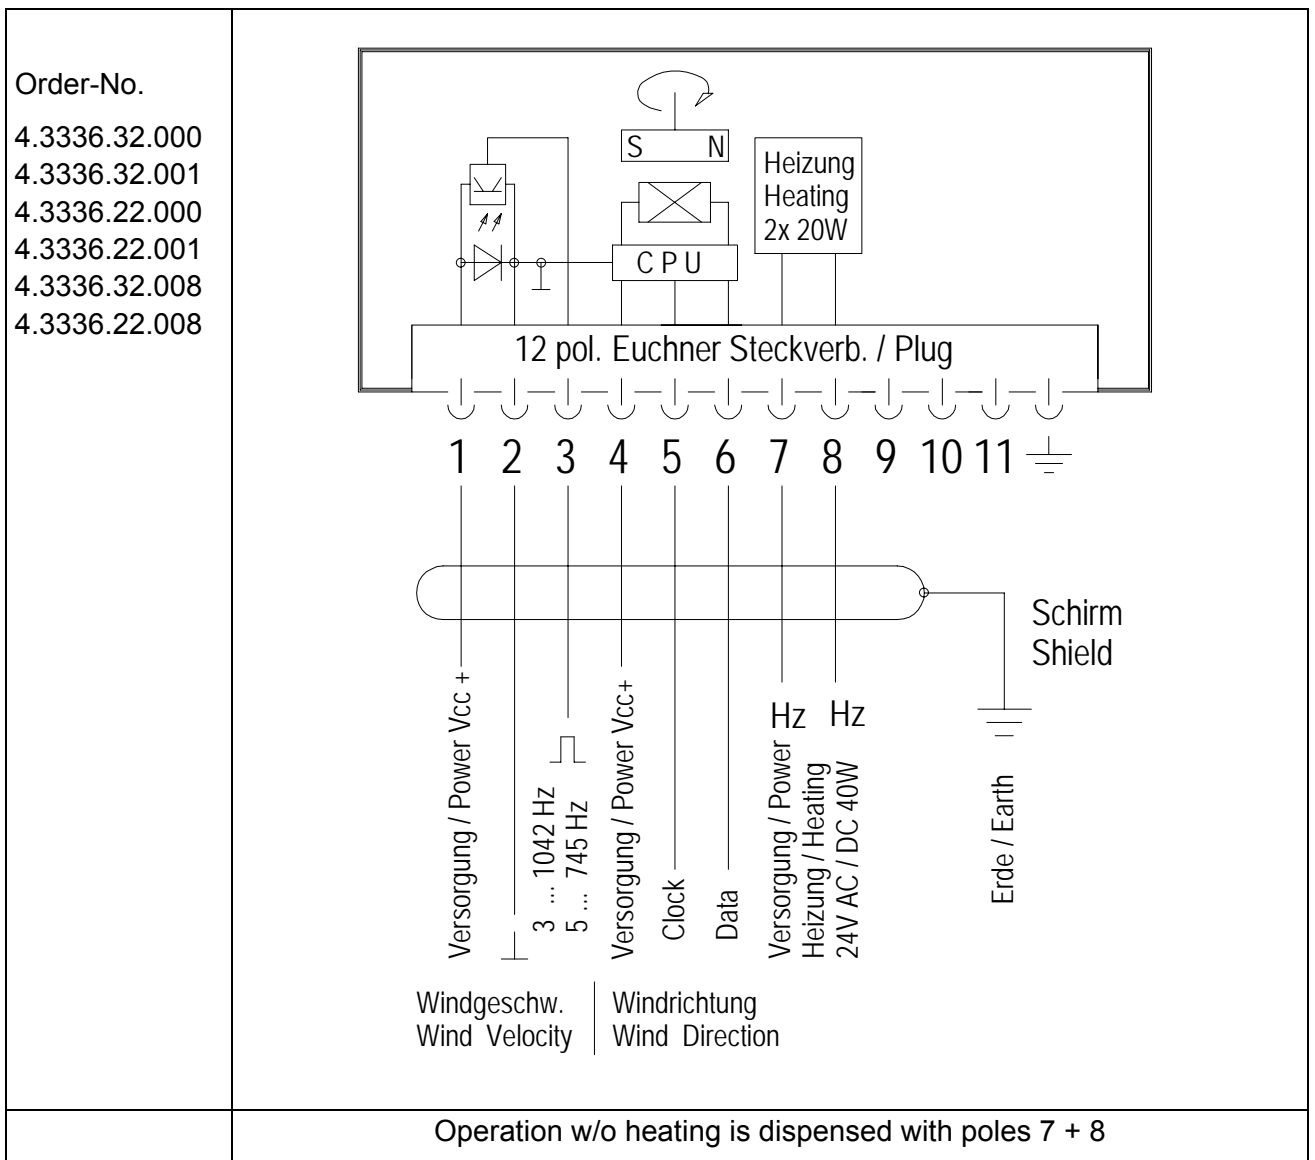 Order-No.
4.3336.32.000
4.3336.32.001
4.3336.22.000
4.3336.22.001
4.3336.32.008
4.3336.22.008
S N
Heizung
Heating
2x 20W
CPU
12 pol. Euchner Steckverb. / Plug
1 2 3 4 5 6 7 8 9 10 11
Schirm
Shield
Versorgung / Power Vcc +
3 ... 1042 Hz
5 ... 745 Hz
Versorgung / Power Vcc+
Clock
Data
Hz Hz
Versorgung / Power
Heizung / Heating
24V AC / DC 40W
Erde / Earth
Windgeschw.
Wind Velocity
Windrichtung
Wind Direction
Operation w/o heating is dispensed with poles 7 + 8